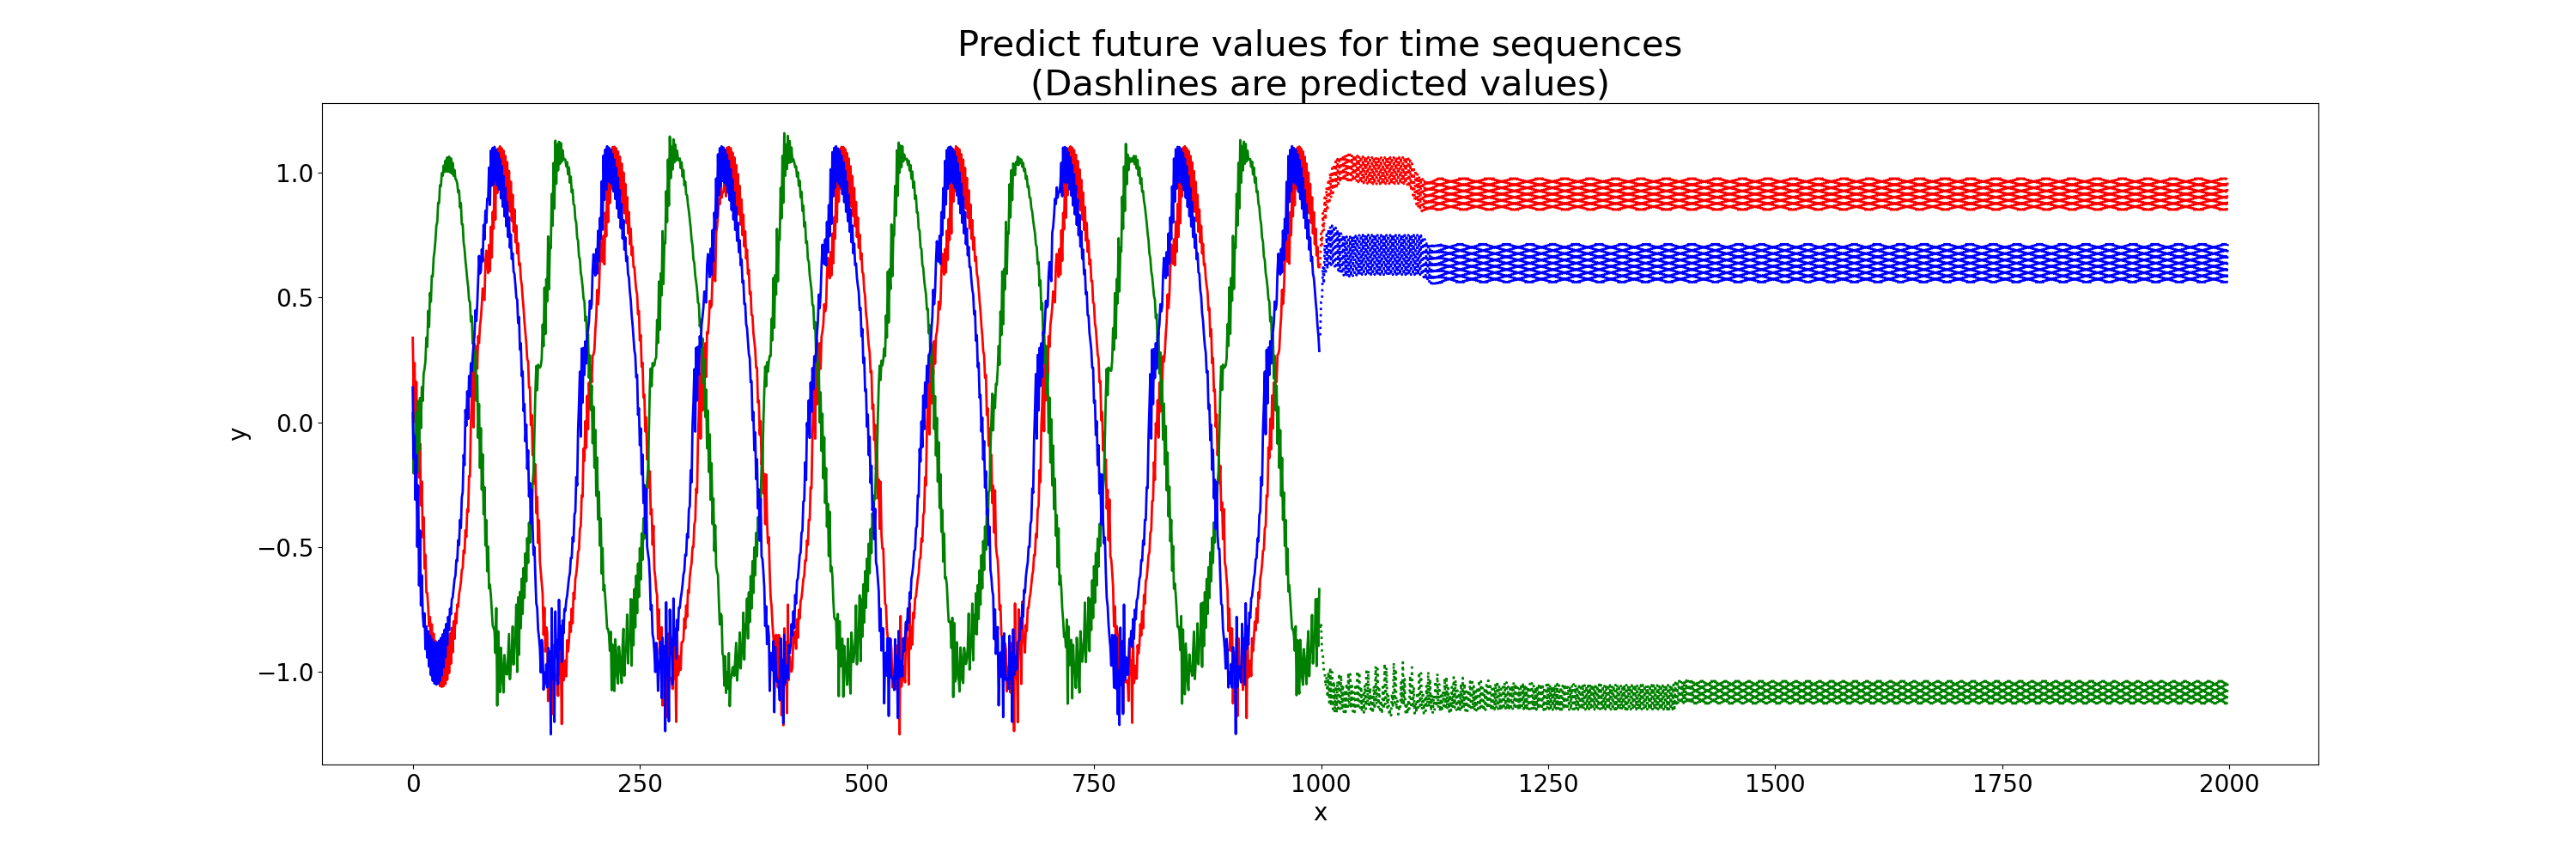 Predict future values for time sequences
(Dashlines are predicted values)
1.0
0.5
0.0
−0.5
−1.0
y
0 250 500 750 1000 1250 1500 1750 2000
x